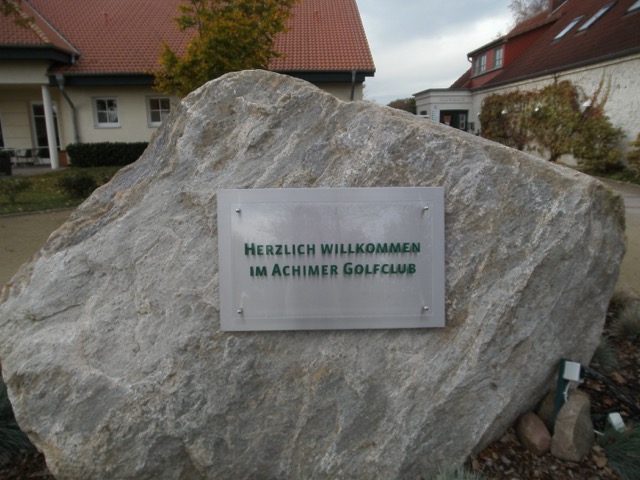 HERZLICH WILLKOMMEN
IM ACHIMER GOLFCLUB